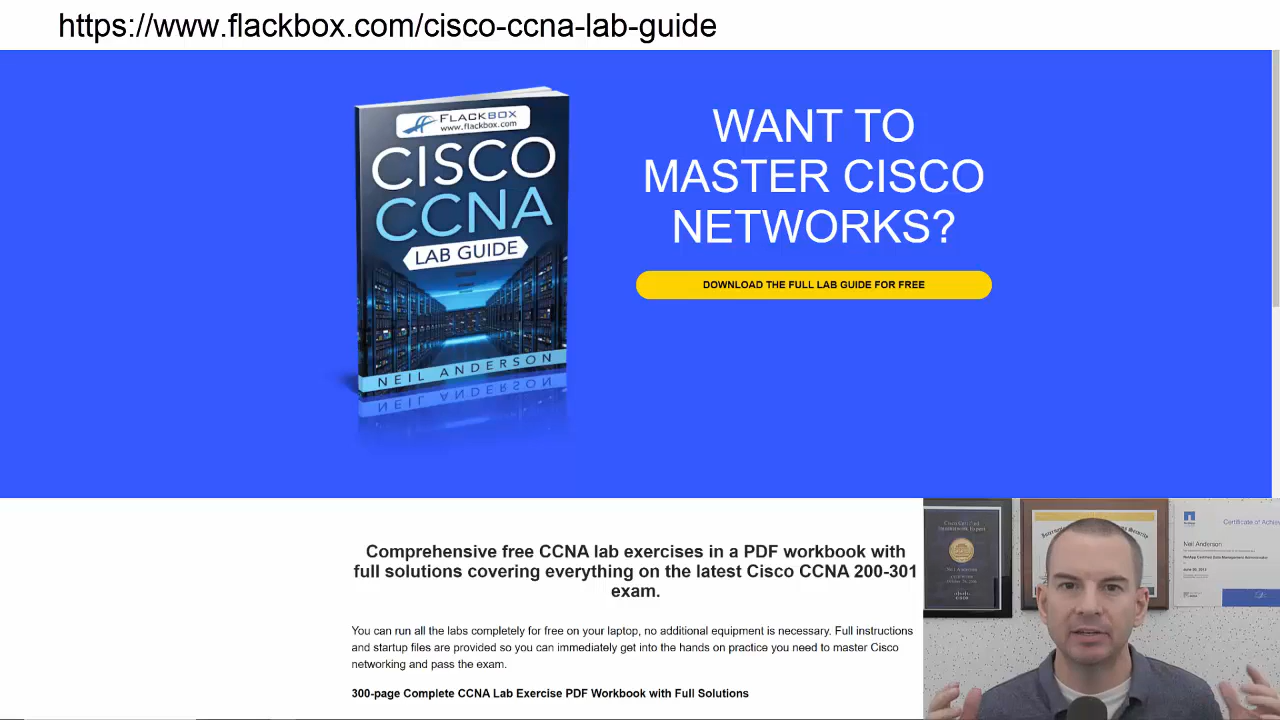 https://www.flackbox.com/cisco-ccna-lab-guide
FLACKBOX
www.flackbox.com
CISCO
CCNA
LAB GUIDE
NEIL ANDERSON
WANT TO
MASTER CISCO
NETWORKS?
DOWNLOAD THE FULL LAB GUIDE FOR FREE
Comprehensive free CCNA lab exercises in a PDF workbook with
full solutions covering everything on the latest Cisco CCNA 200-301
exam.
You can run all the labs completely for free on your laptop, no additional equipment is necessary. Full instructions
and startup files are provided so you can immediately get into the hands on practice you need to master Cisco
networking and pass the exam.
300-page Complete CCNA Lab Exercise PDF Workbook with Full Solutions
NetApp
Certificate of Achie
Neil Anderson